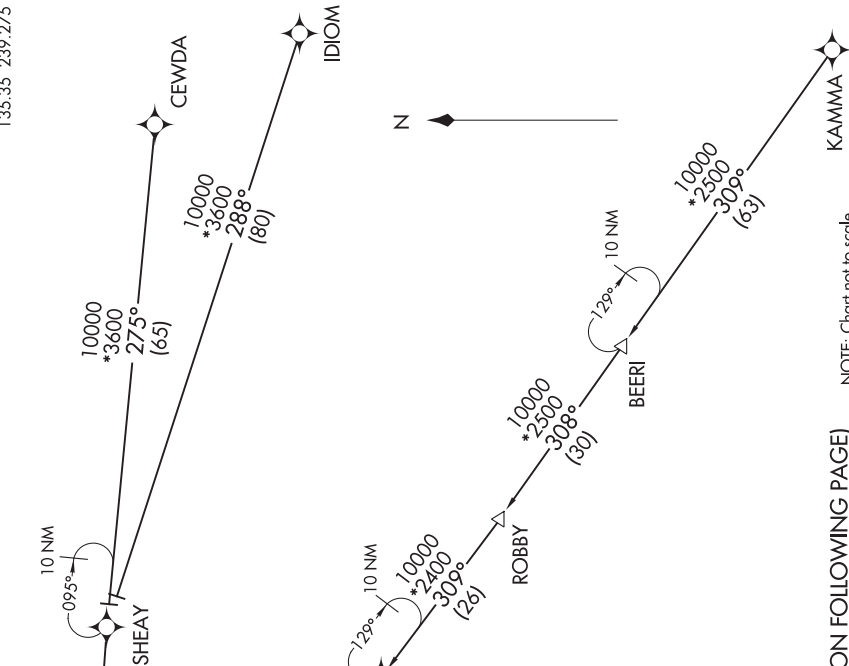 135.35 239.275
IDIOM
CEWDA
10000
*3600
288°
(80)
10000
*3600
275°
(65)
10 NM
095°
SHEAY
N
KAMMA
10000
*2500
309°
(63)
10 NM
129°
BEERI
10000
*2500
308°
(30)
ROBBY
10 NM
129°
10000
*2400
309°
(26)
NOTE: Chart not to scale
ON FOLLOWING PAGE)